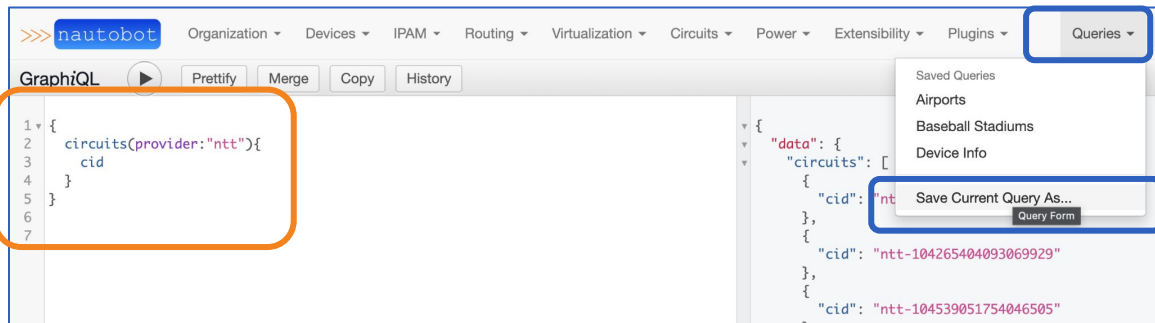 >>> nautobot Organization Devices IPAM Routing Virtualization Circuits Power Extensibility Plugins Queries
GraphiQL Prettify Merge Copy History
Saved Queries
Airports
Baseball Stadiums
Device Info
Save Current Query As...
Query Form
1 {
2 circuits(provider:"ntt"){
3 cid
4 }
5 }
6
7
{
"data": {
"circuits": [
{
"cid": "nt
},
{
"cid": "ntt-104265404093069929"
},
{
"cid": "ntt-104539051754046505"